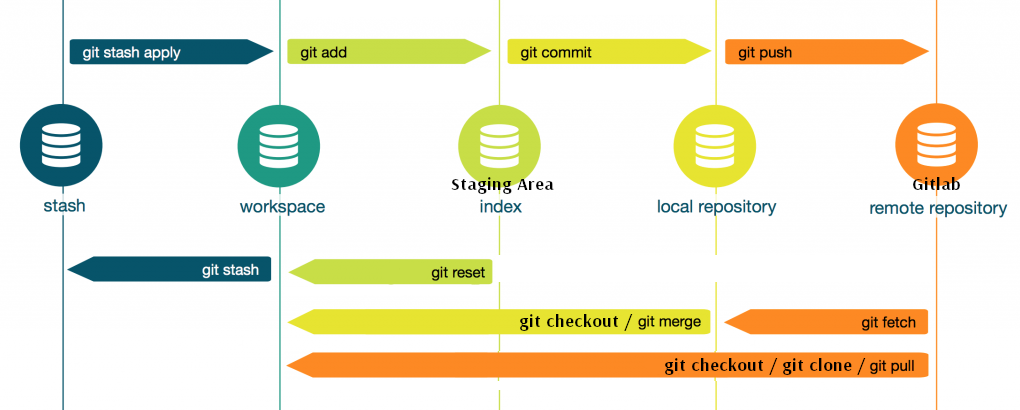 git stash apply
git add
git commit
git push
Staging Area
Gitlab
stash
workspace
index
local repository
remote repository
git stash
git reset
git checkout / git merge
git fetch
git checkout / git clone / git pull